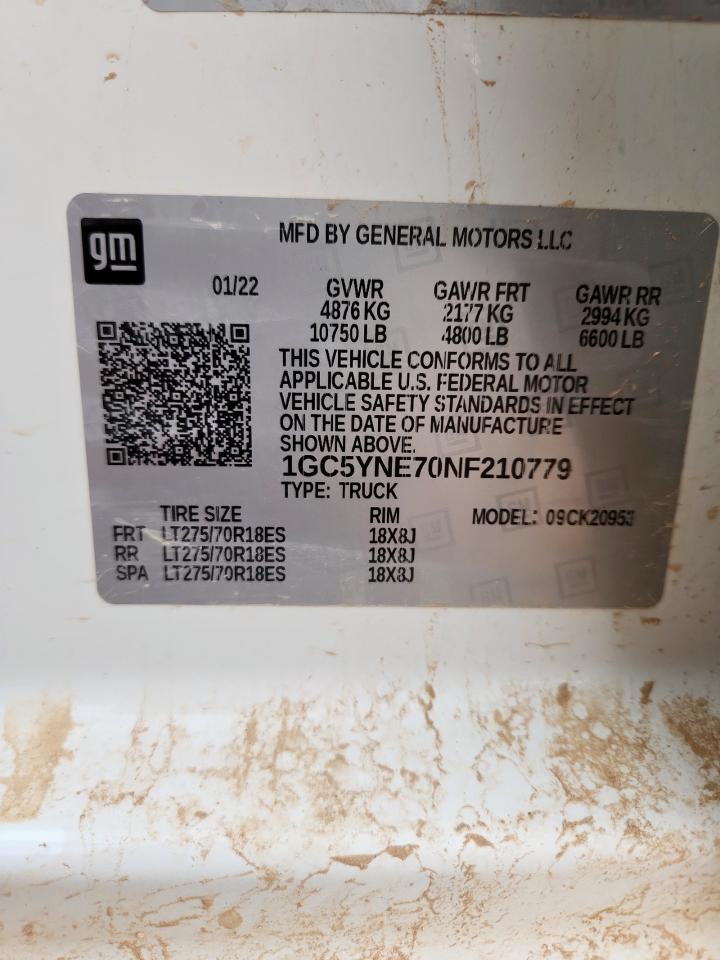 gm
MFD BY GENERAL MOTORS LLC
01/22
GVWR GAWR FRT GAWR RR
4876 KG 2177 KG 2994 KG
10750 LB 4800 LB 6600 LB
THIS VEHICLE CONFORMS TO ALL
APPLICABLE U.S. FEDERAL MOTOR
VEHICLE SAFETY STANDARDS IN EFFECT
ON THE DATE OF MANUFACTURE
SHOWN ABOVE.
1GC5YNE70NF210779
TYPE: TRUCK
TIRE SIZE RIM MODEL: 09CK20953
FRT LT275/70R18ES 18X8J
RR LT275/70R18ES 18X8J
SPA LT275/70R18ES 18X8J